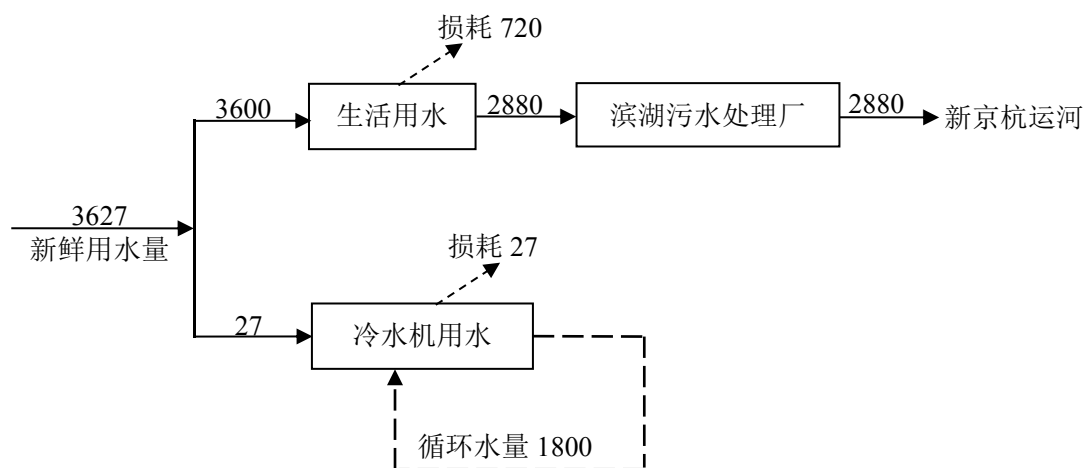 损耗 720
3600
生活用水
2880
滨湖污水处理厂
2880
新京杭运河
3627
新鲜用水量
损耗 27
27
冷水机用水
循环水量 1800